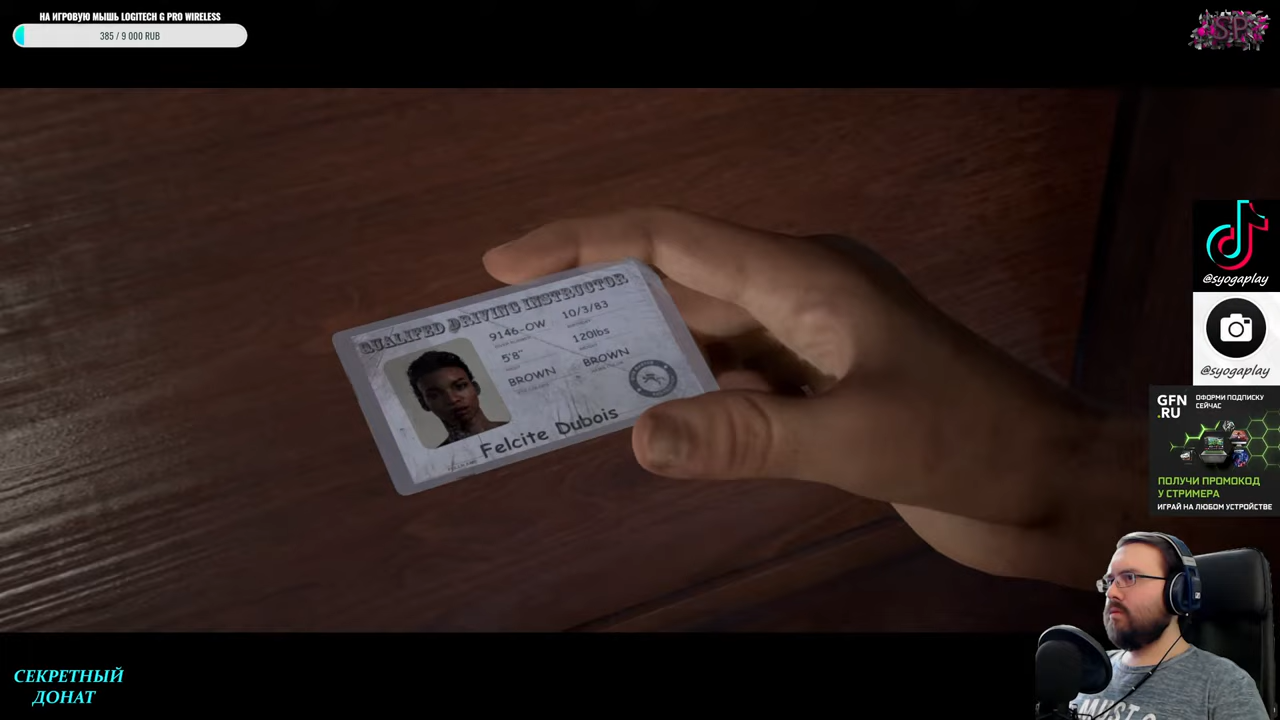 НА ИГРОВУЮ МЫШЬ LOGITECH G PRO WIRELESS
385 / 9 000 RUB
SP
QUALIFED DRIVING INSTRUCTOR
9146-OW 10/3/83
5'8" 120lbs
BROWN BROWN
Felcite Dubois
@syogaplay
@syogaplay
GFN
.RU
ОФОРМИ ПОДПИСКУ
СЕЙЧАС
ПОЛУЧИ ПРОМОКОД
У СТРИМЕРА
ИГРАЙ НА ЛЮБОМ УСТРОЙСТВЕ
СЕКРЕТНЫЙ
ДОНАТ